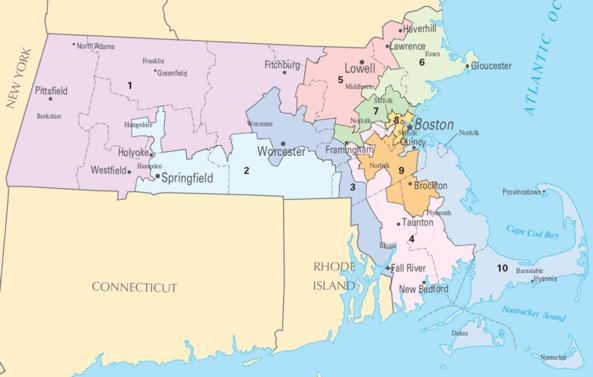 Haverhill
North Adams
Lawrence
Essex
Franklin
Fitchburg
Lowell
6
Gloucester
ATLANTIC OC
NEW YORK
Greenfield
1
5
Middlesex
Pittsfield
Suffolk
7
Berkshire
Hampshire
Worcester
Norfolk
8
Boston
Suffolk
Quincy
Norfolk
Holyoke
Worcester
Framingham
Hampden
Norfolk
Westfield
Springfield
2
9
3
Brockton
Provincetown
Plymouth
Taunton
4
Cape Cod Bay
Bristol
RHODE
ISLAND
Fall River
10
Barnstable
Hyannis
CONNECTICUT
New Bedford
Nantucket Sound
Dukes
Nantucket